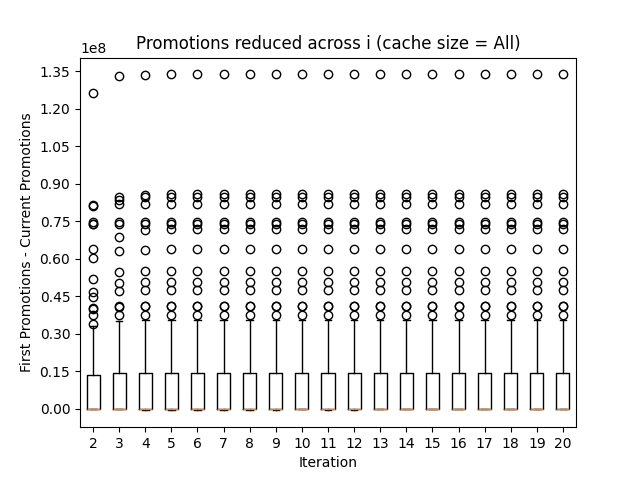 Promotions reduced across i (cache size = All)
1e8
1.35
1.20
1.05
0.90
0.75
0.60
0.45
0.30
0.15
0.00
First Promotions - Current Promotions
2 3 4 5 6 7 8 9 10 11 12 13 14 15 16 17 18 19 20
Iteration